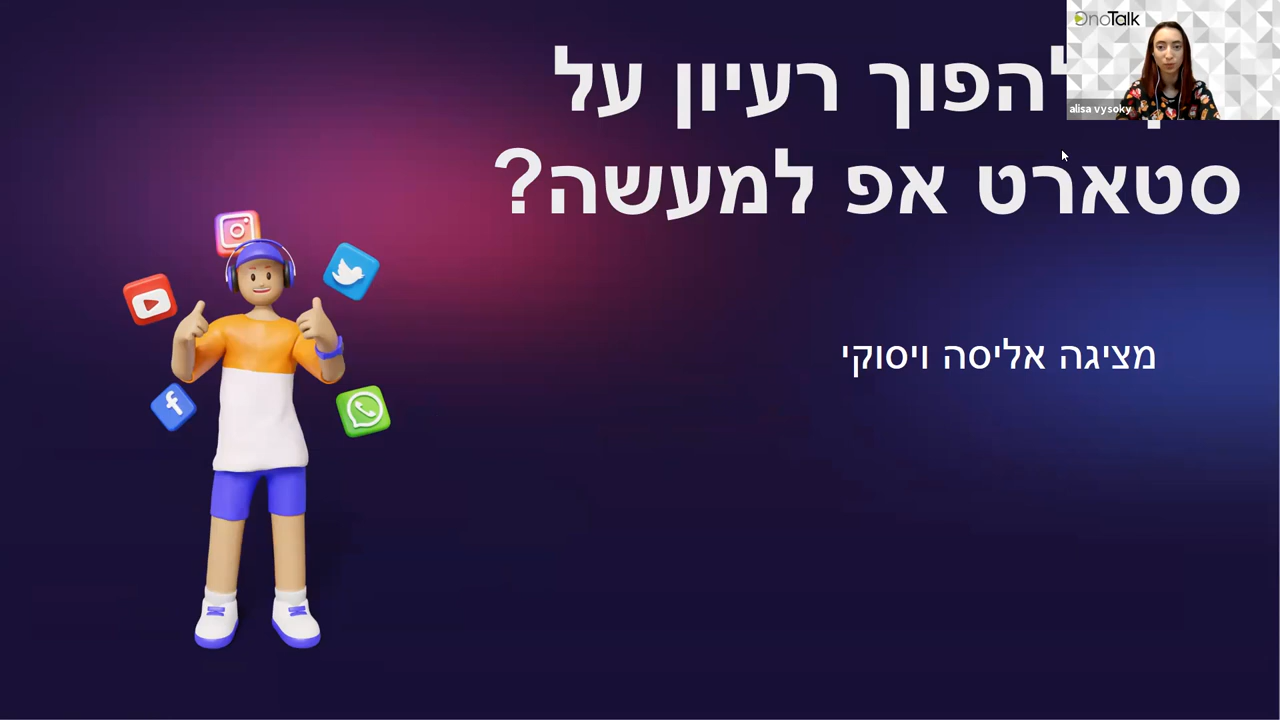 להפוך רעיון על
סטארט אפ למעשה?
מציגה אליסה ויסוקי
OnoTalk
alisa vysoky